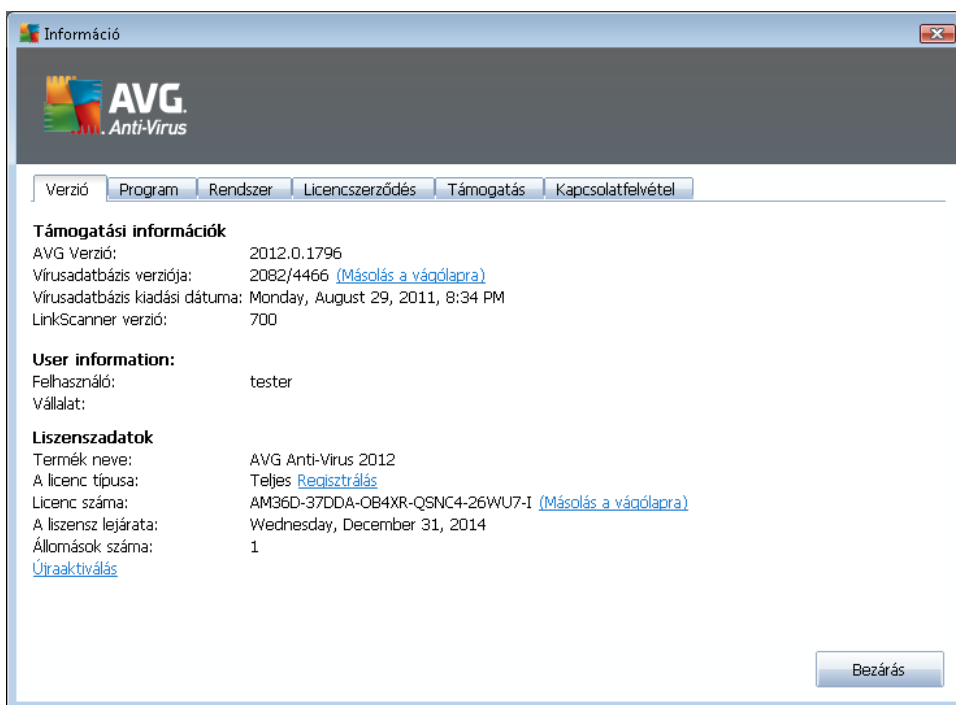 Információ
AVG.
Anti-Virus
Verzió Program Rendszer Licencszerződés Támogatás Kapcsolatfelvétel
Támogatási információk
AVG Verzió: 2012.0.1796
Vírusadatbázis verziója: 2082/4466 (Másolás a vágólapra)
Vírusadatbázis kiadási dátuma: Monday, August 29, 2011, 8:34 PM
LinkScanner verzió: 700
User information:
Felhasználó: tester
Vállalat:
Liszenszadatok
Termék neve: AVG Anti-Virus 2012
A licenc típusa: Teljes Regisztrálás
Licenc száma: AM36D-37DDA-OB4XR-QSNC4-26WU7-I (Másolás a vágólapra)
A liszensz lejárata: Wednesday, December 31, 2014
Állomások száma: 1
Újraaktiválás
Bezárás